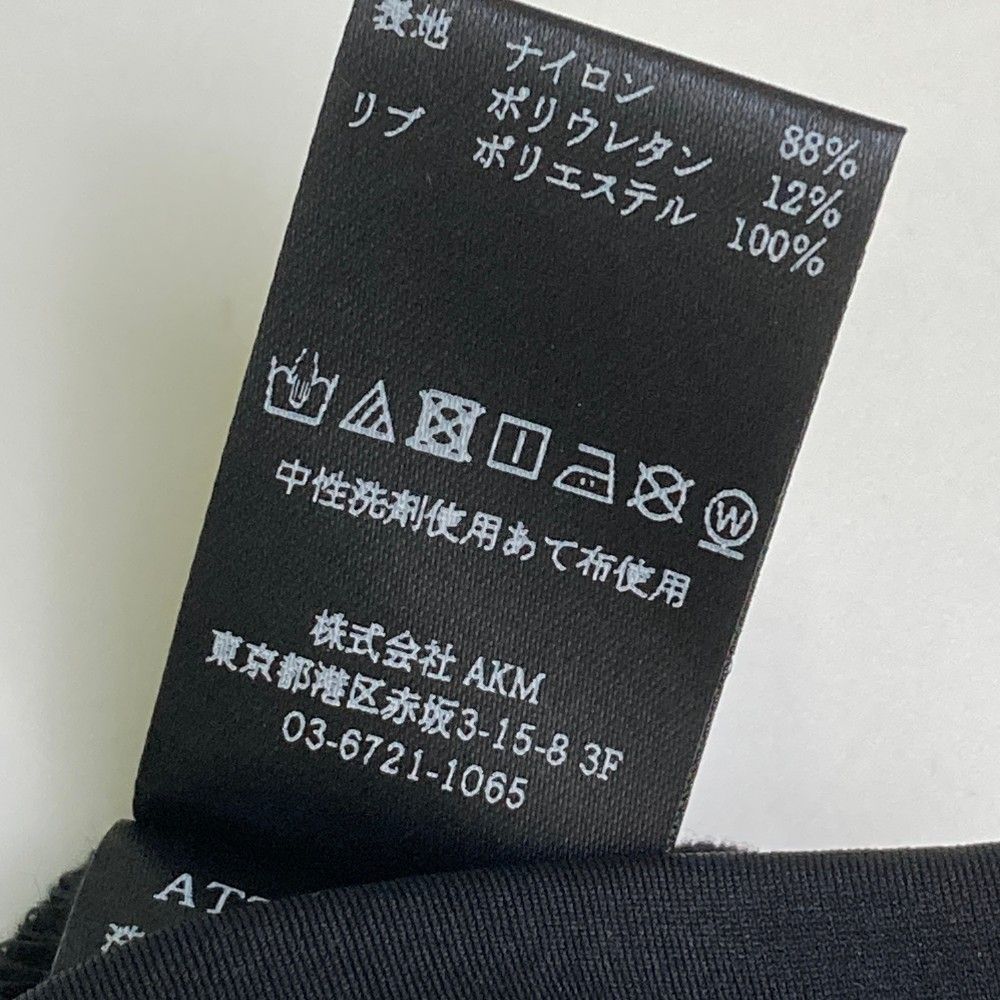 表地 ナイロン 88%
ポリウレタン 12%
リブ ポリエステル 100%
W
中性洗剤使用あて布使用
株式会社 AKM
東京都港区赤坂3-15-8 3F
03-6721-1065